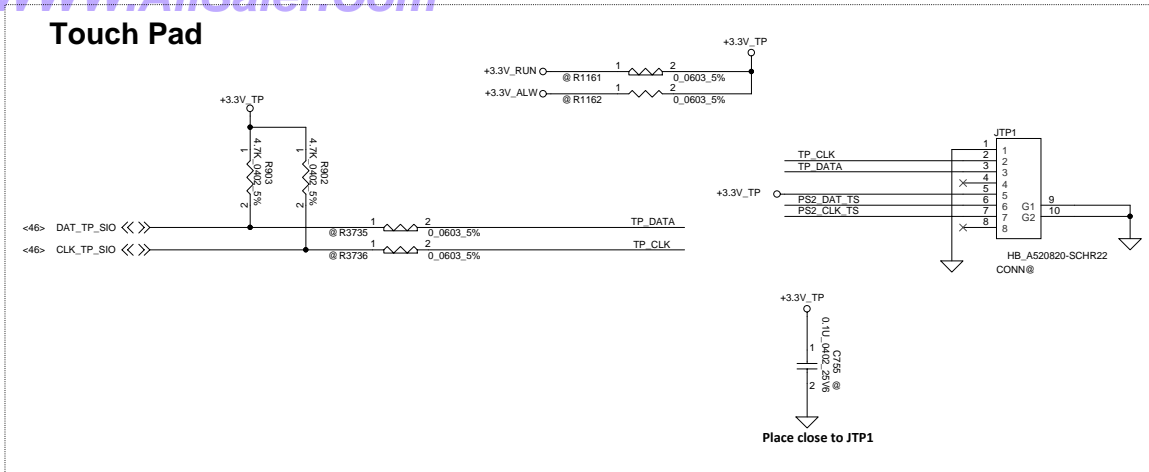 www.AliSaler.Com
Touch Pad
+3.3V_TP
+3.3V_RUN
@ R1161
1
2
0_0603_5%
+3.3V_ALW
@ R1162
1
2
0_0603_5%
+3.3V_TP
1
4.7K_0402_5%
R903
2
1
4.7K_0402_5%
R902
2
<46> DAT_TP_SIO
@ R3735
1
2
0_0603_5%
TP_DATA
<46> CLK_TP_SIO
@ R3736
1
2
0_0603_5%
TP_CLK
JTP1
1 1
TP_CLK 2 2
TP_DATA 3 3
4 4
+3.3V_TP 5 5
PS2_DAT_TS 6 6 G1 9
PS2_CLK_TS 7 7 G2 10
8 8
HB_A520820-SCHR22
CONN@
+3.3V_TP
1
0.1U_0402_25V6
C755 @
2
Place close to JTP1